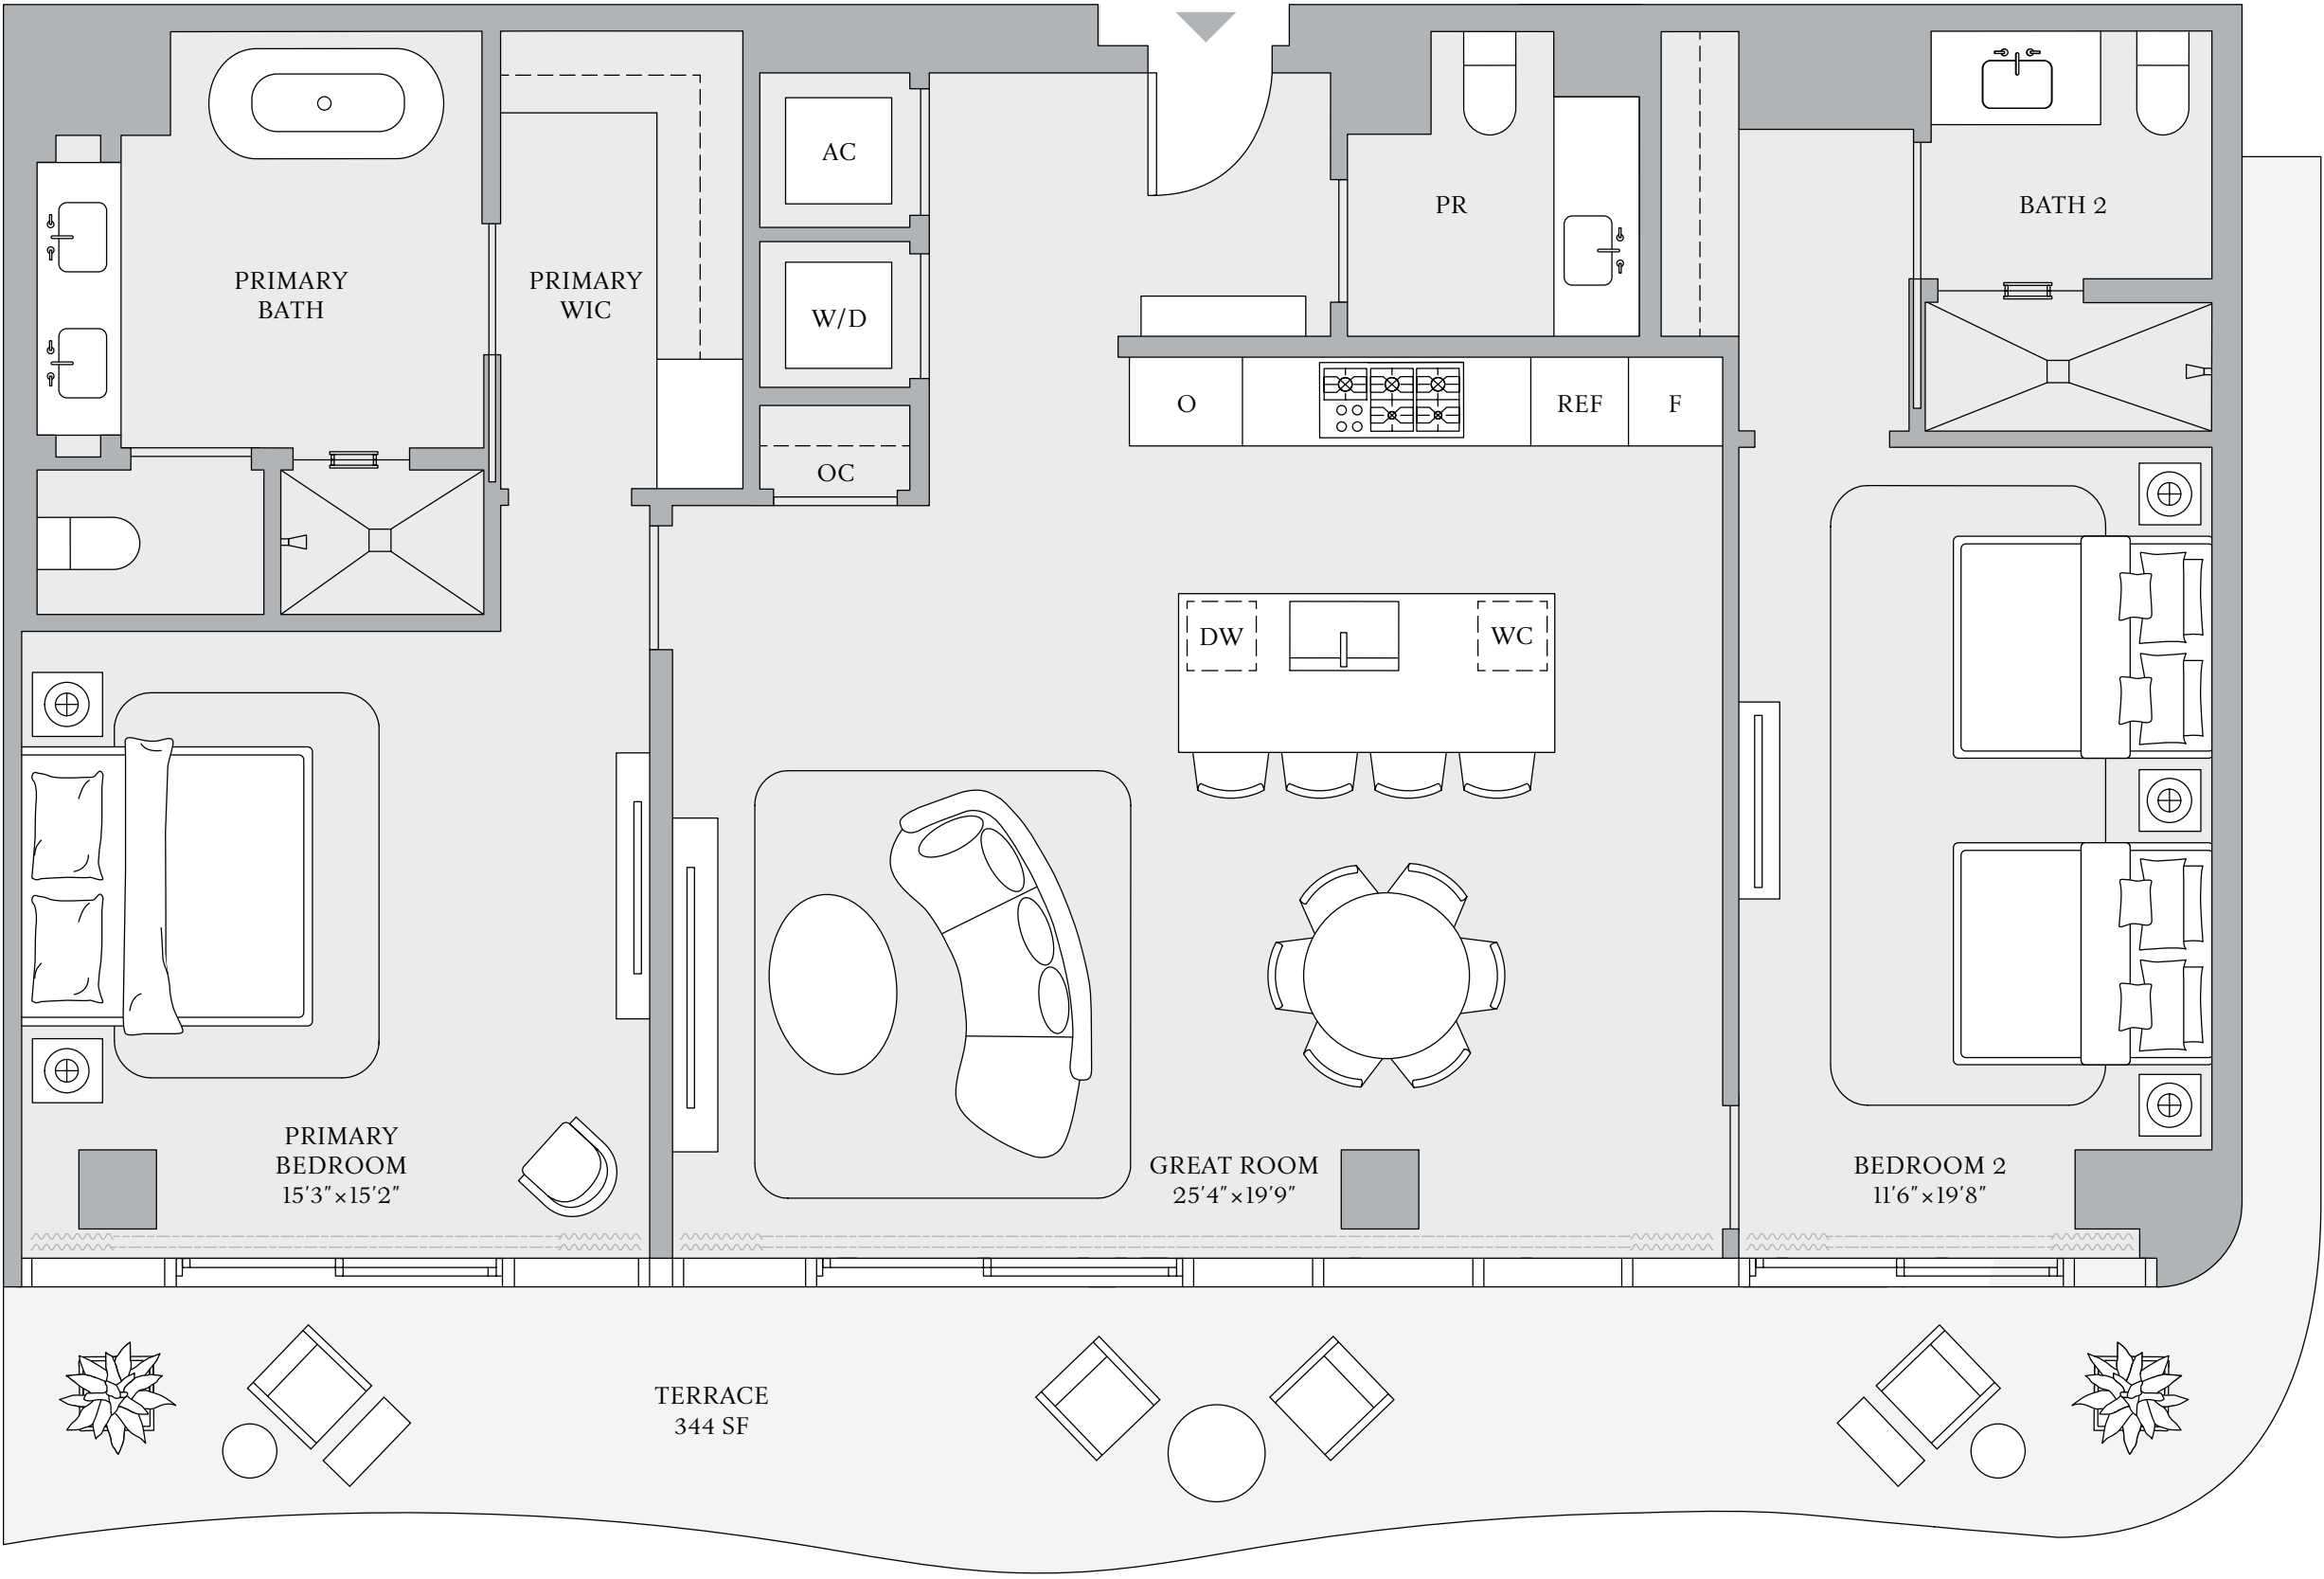 AC
PR
BATH 2
PRIMARY
BATH
PRIMARY
WIC
W/D
O
REF
F
OC
DW
WC
PRIMARY
BEDROOM
15'3"×15'2"
GREAT ROOM
25'4"×19'9"
BEDROOM 2
11'6"×19'8"
TERRACE
344 SF